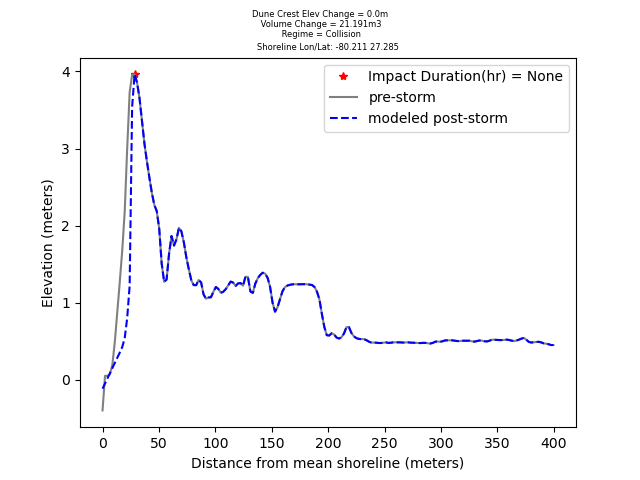 Dune Crest Elev Change = 0.0m
Volume Change = 21.191m3
Regime = Collision
Shoreline Lon/Lat: -80.211 27.285
Impact Duration(hr) = None
pre-storm
modeled post-storm
Elevation (meters)
4
3
2
1
0
0 50 100 150 200 250 300 350 400
Distance from mean shoreline (meters)